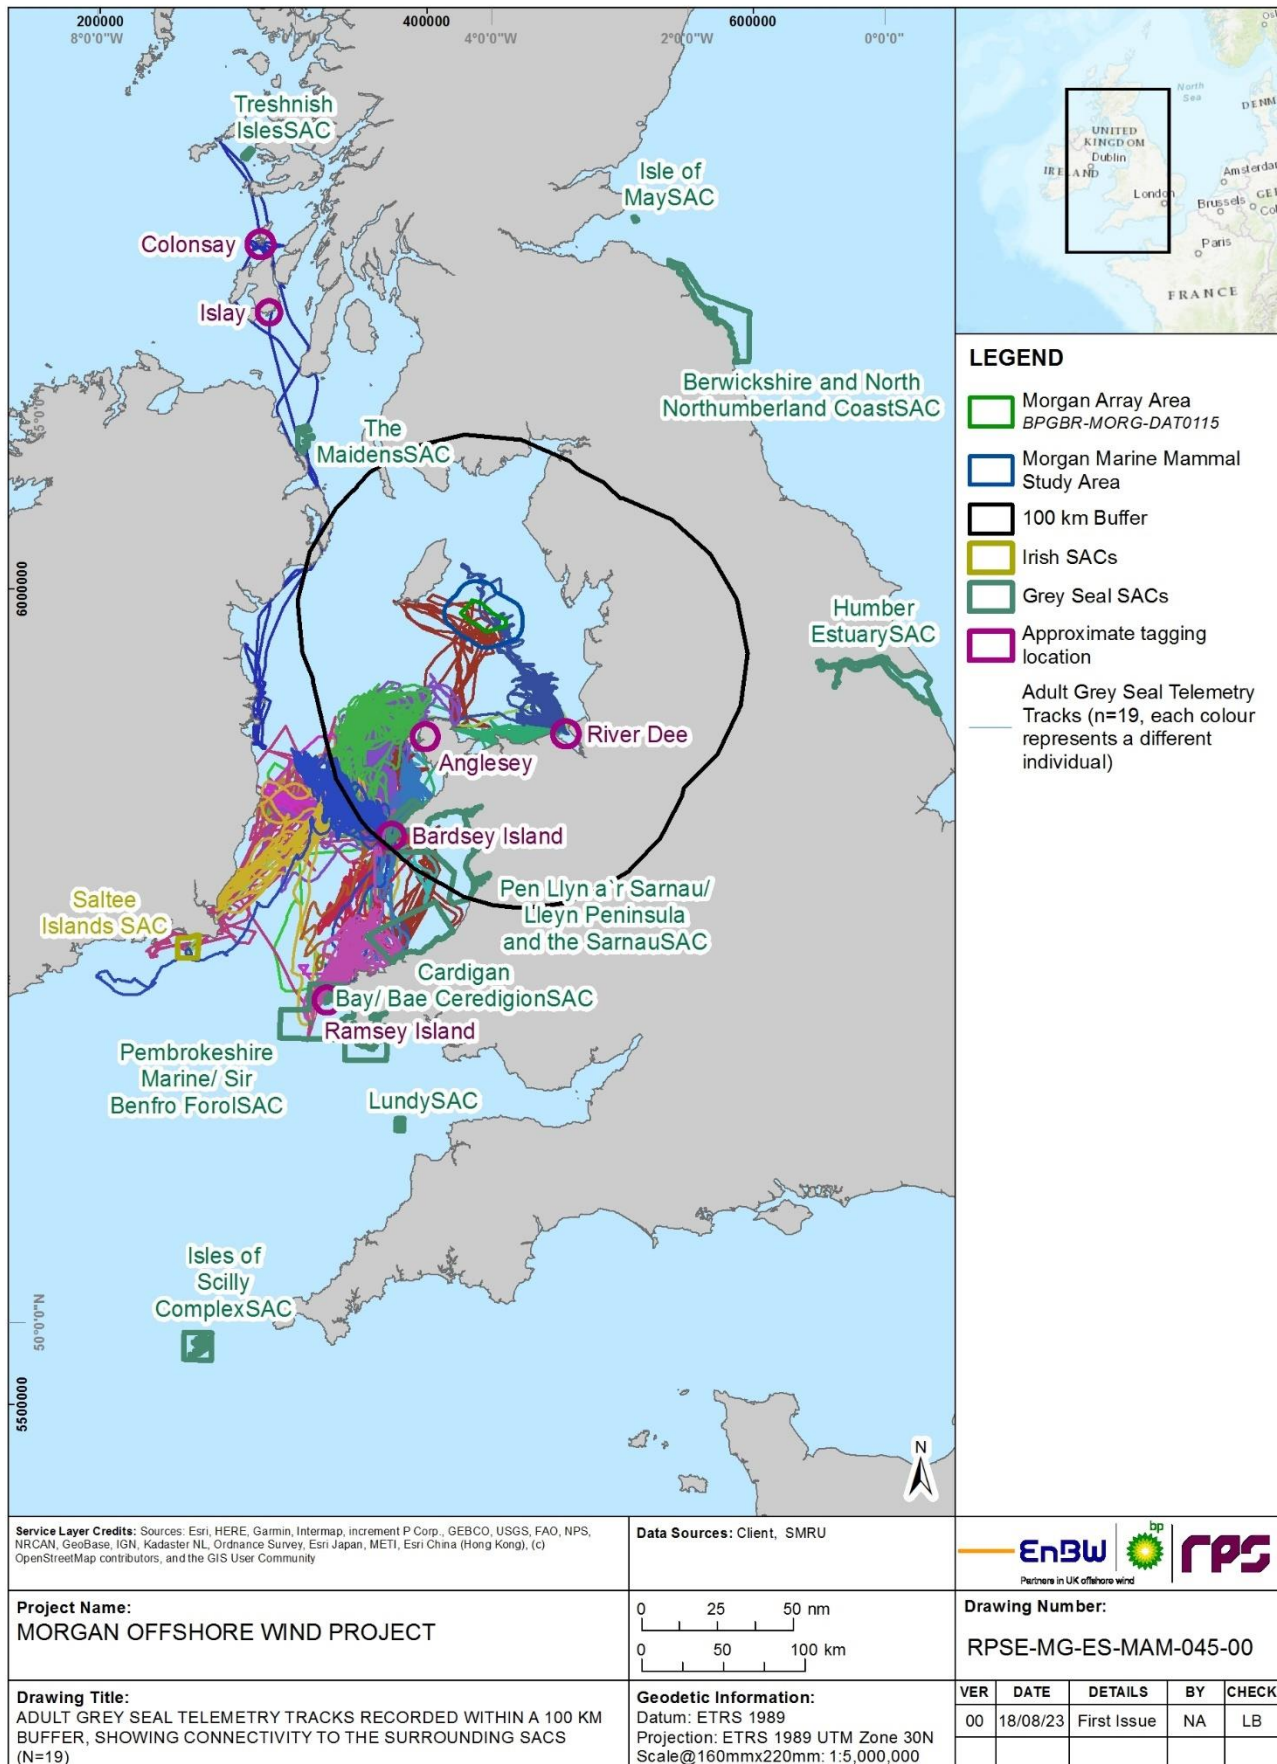 200000
400000
600000
8°0'0"W
4°0'0"W
2°0'0"W
0°0'0"
Treshnish
IslesSAC
Isle of
MaySAC
Colonsay
Islay
Berwickshire and North
Northumberland CoastSAC
The
MaidensSAC
6000000
Humber
EstuarySAC
River Dee
Anglesey
Bardsey Island
Pen Llyn a`r Sarnau/
Lleyn Peninsula
and the SarnauSAC
Saltee
Islands SAC
Cardigan
Bay/ Bae CeredigionSAC
Ramsey Island
Pembrokeshire
Marine/ Sir
Benfro ForolSAC
LundySAC
Isles of
Scilly
ComplexSAC
50°0'0"N
5500000
N
North
Sea
UNITED
KINGDOM
Dublin
IRELAND
London
Amsterdam
Brussels
Paris
FRANCE
LEGEND
Morgan Array Area
BPGBR-MORG-DAT0115
Morgan Marine Mammal
Study Area
100 km Buffer
Irish SACs
Grey Seal SACs
Approximate tagging
location
Adult Grey Seal Telemetry
Tracks (n=19, each colour
represents a different
individual)
Service Layer Credits: Sources: Esri, HERE, Garmin, Intermap, increment P Corp., GEBCO, USGS, FAO, NPS,
NRCAN, GeoBase, IGN, Kadaster NL, Ordnance Survey, Esri Japan, METI, Esri China (Hong Kong), (c)
OpenStreetMap contributors, and the GIS User Community
Data Sources: Client, SMRU
EnBW bp rps
Partners in UK offshore wind
Project Name:
MORGAN OFFSHORE WIND PROJECT
0 25 50 nm
0 50 100 km
Drawing Number:
RPSE-MG-ES-MAM-045-00
Drawing Title:
ADULT GREY SEAL TELEMETRY TRACKS RECORDED WITHIN A 100 KM
BUFFER, SHOWING CONNECTIVITY TO THE SURROUNDING SACS
(N=19)
Geodetic Information:
Datum: ETRS 1989
Projection: ETRS 1989 UTM Zone 30N
Scale@160mmx220mm: 1:5,000,000
VER DATE DETAILS BY CHECK
00 18/08/23 First Issue NA LB